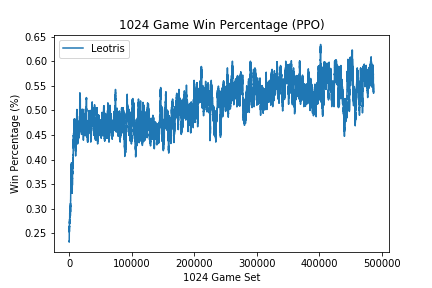 1024 Game Win Percentage (PPO)
Leotris
Win Percentage (%)
0.65
0.60
0.55
0.50
0.45
0.40
0.35
0.30
0.25
0 100000 200000 300000 400000 500000
1024 Game Set